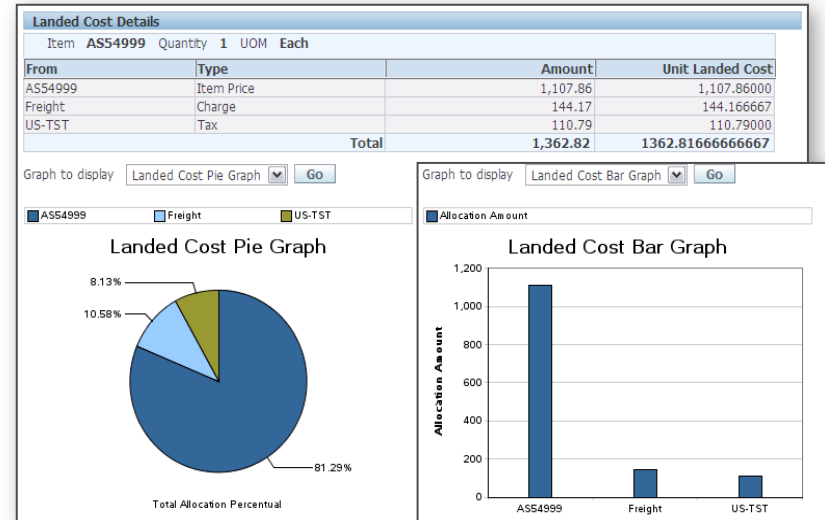 Landed Cost Details
Item AS54999 Quantity 1 UOM Each
From Type Amount Unit Landed Cost
AS54999 Item Price 1,107.86 1,107.86000
Freight Charge 144.17 144.166667
US-TST Tax 110.79 110.79000
Total 1,362.82 1362.81666666667
Graph to display Landed Cost Pie Graph Go
AS54999 Freight US-TST
Landed Cost Pie Graph
8.13%
10.58%
81.29%
Total Allocation Percentual
Graph to display Landed Cost Bar Graph Go
Allocation Amount
Landed Cost Bar Graph
Allocation Amount
1,200
1,000
800
600
400
200
0
AS54999 Freight US-TST